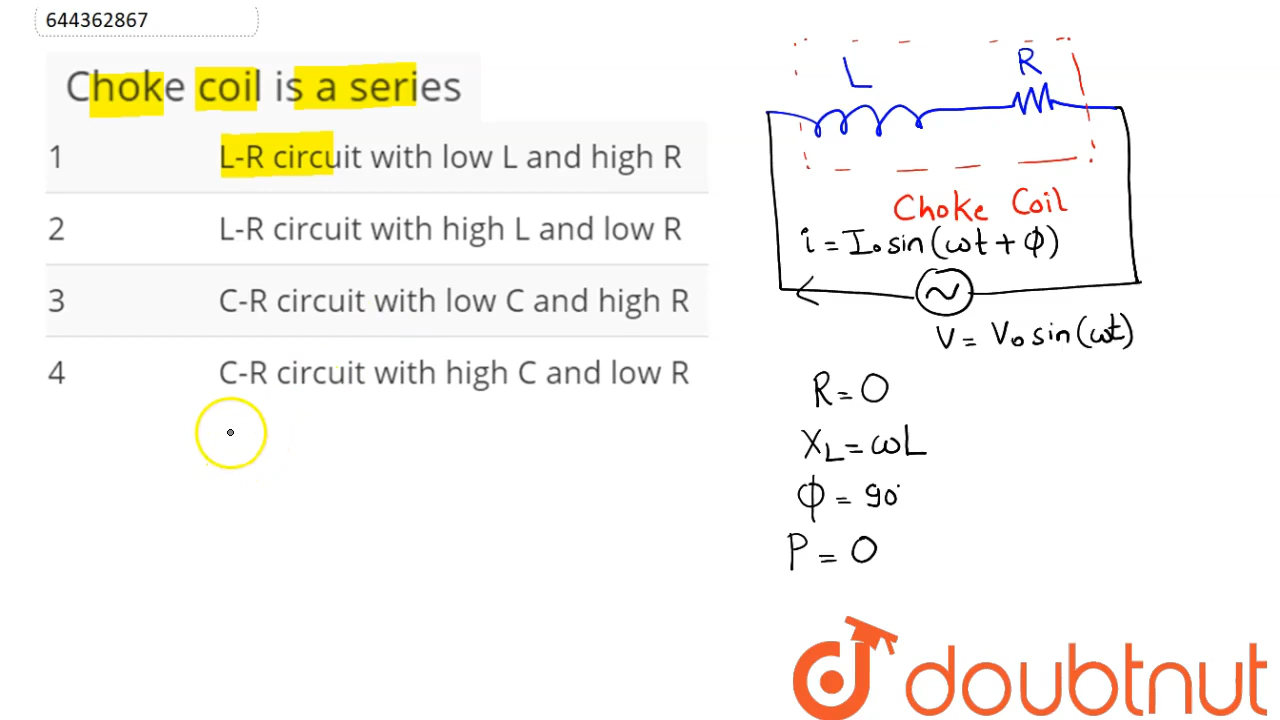 644362867
Choke coil is a series
1 L-R circuit with low L and high R
2 L-R circuit with high L and low R
3 C-R circuit with low C and high R
4 C-R circuit with high C and low R
L R
Choke Coil
i = I₀ sin(ωt + ϕ)
V = V₀ sin(ωt)
R = 0
X_L = ωL
ϕ = 90°
P = 0
doubtnut